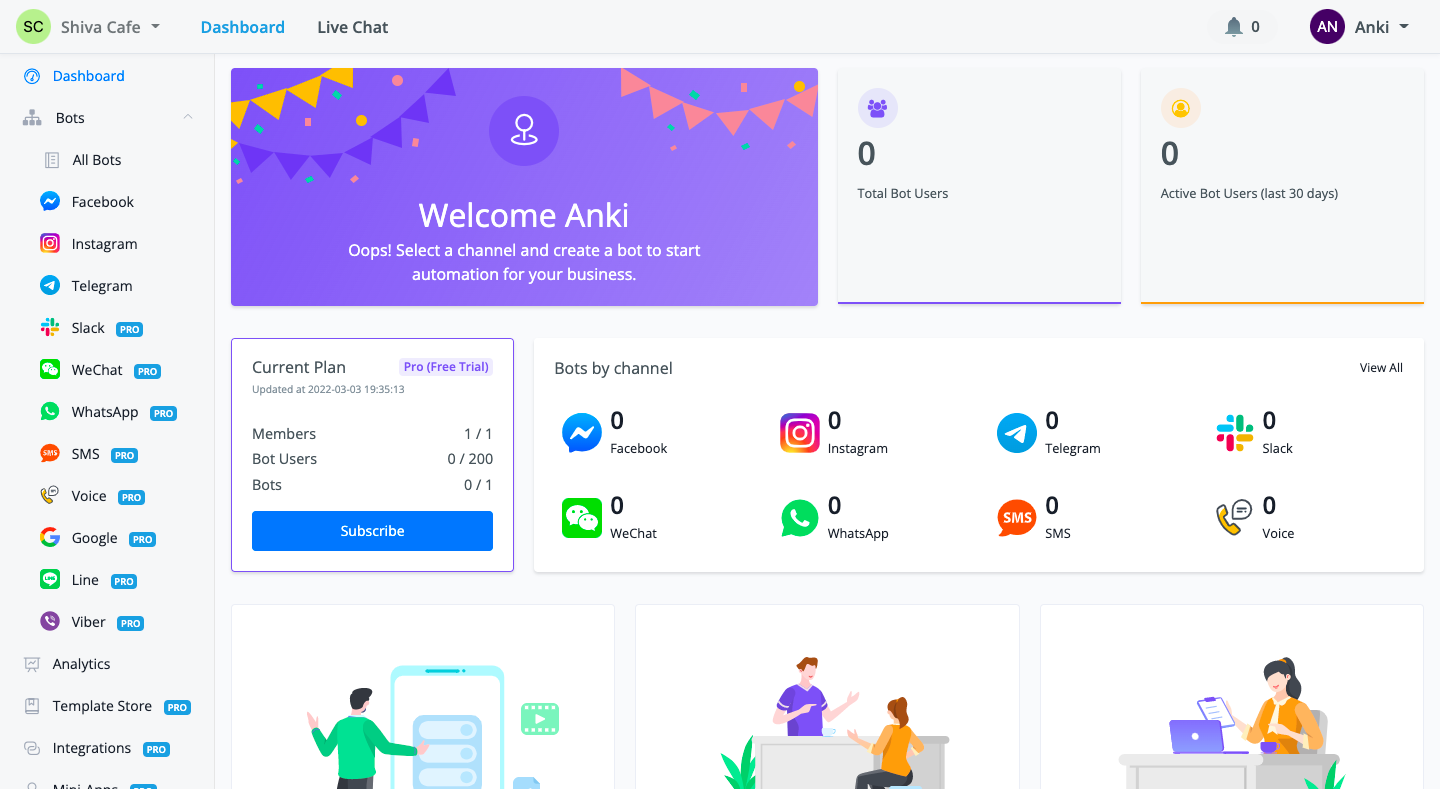 SC Shiva Cafe Dashboard Live Chat 0 AN Anki
Dashboard
Bots
All Bots
Facebook
Instagram
Telegram
Slack PRO
WeChat PRO
WhatsApp PRO
SMS SMS PRO
Voice PRO
Google PRO
LINE Line PRO
Viber PRO
Analytics
Template Store PRO
Integrations PRO
Mini Apps PRO
Welcome Anki
Oops! Select a channel and create a bot to start
automation for your business.
0
Total Bot Users
0
Active Bot Users (last 30 days)
Current Plan Pro (Free Trial)
Updated at 2022-03-03 19:35:13
Members 1 / 1
Bot Users 0 / 200
Bots 0 / 1
Subscribe
Bots by channel View All
0
Facebook
0
Instagram
0
Telegram
0
Slack
0
WeChat
0
WhatsApp
SMS
0
SMS
0
Voice